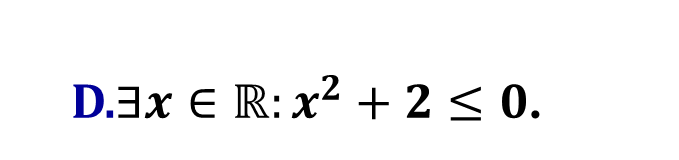 D.∃x ∈ ℝ: x² + 2 ≤ 0.